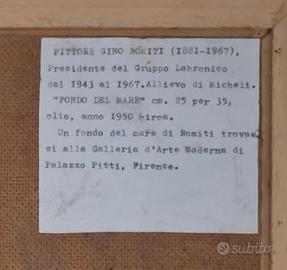 PITTORE GINO ROMITI (1881-1967),
Presidente del Gruppo Labronico
dal 1943 al 1967. Allievo di Micheli.
"FONDO DEL MARE" cm. 25 per 35,
olio, anno 1950 circa.
Un fondo del mare di Romiti trova
si alla Galleria d'Arte Moderna di
Palazzo Pitti, Firenze.
subito